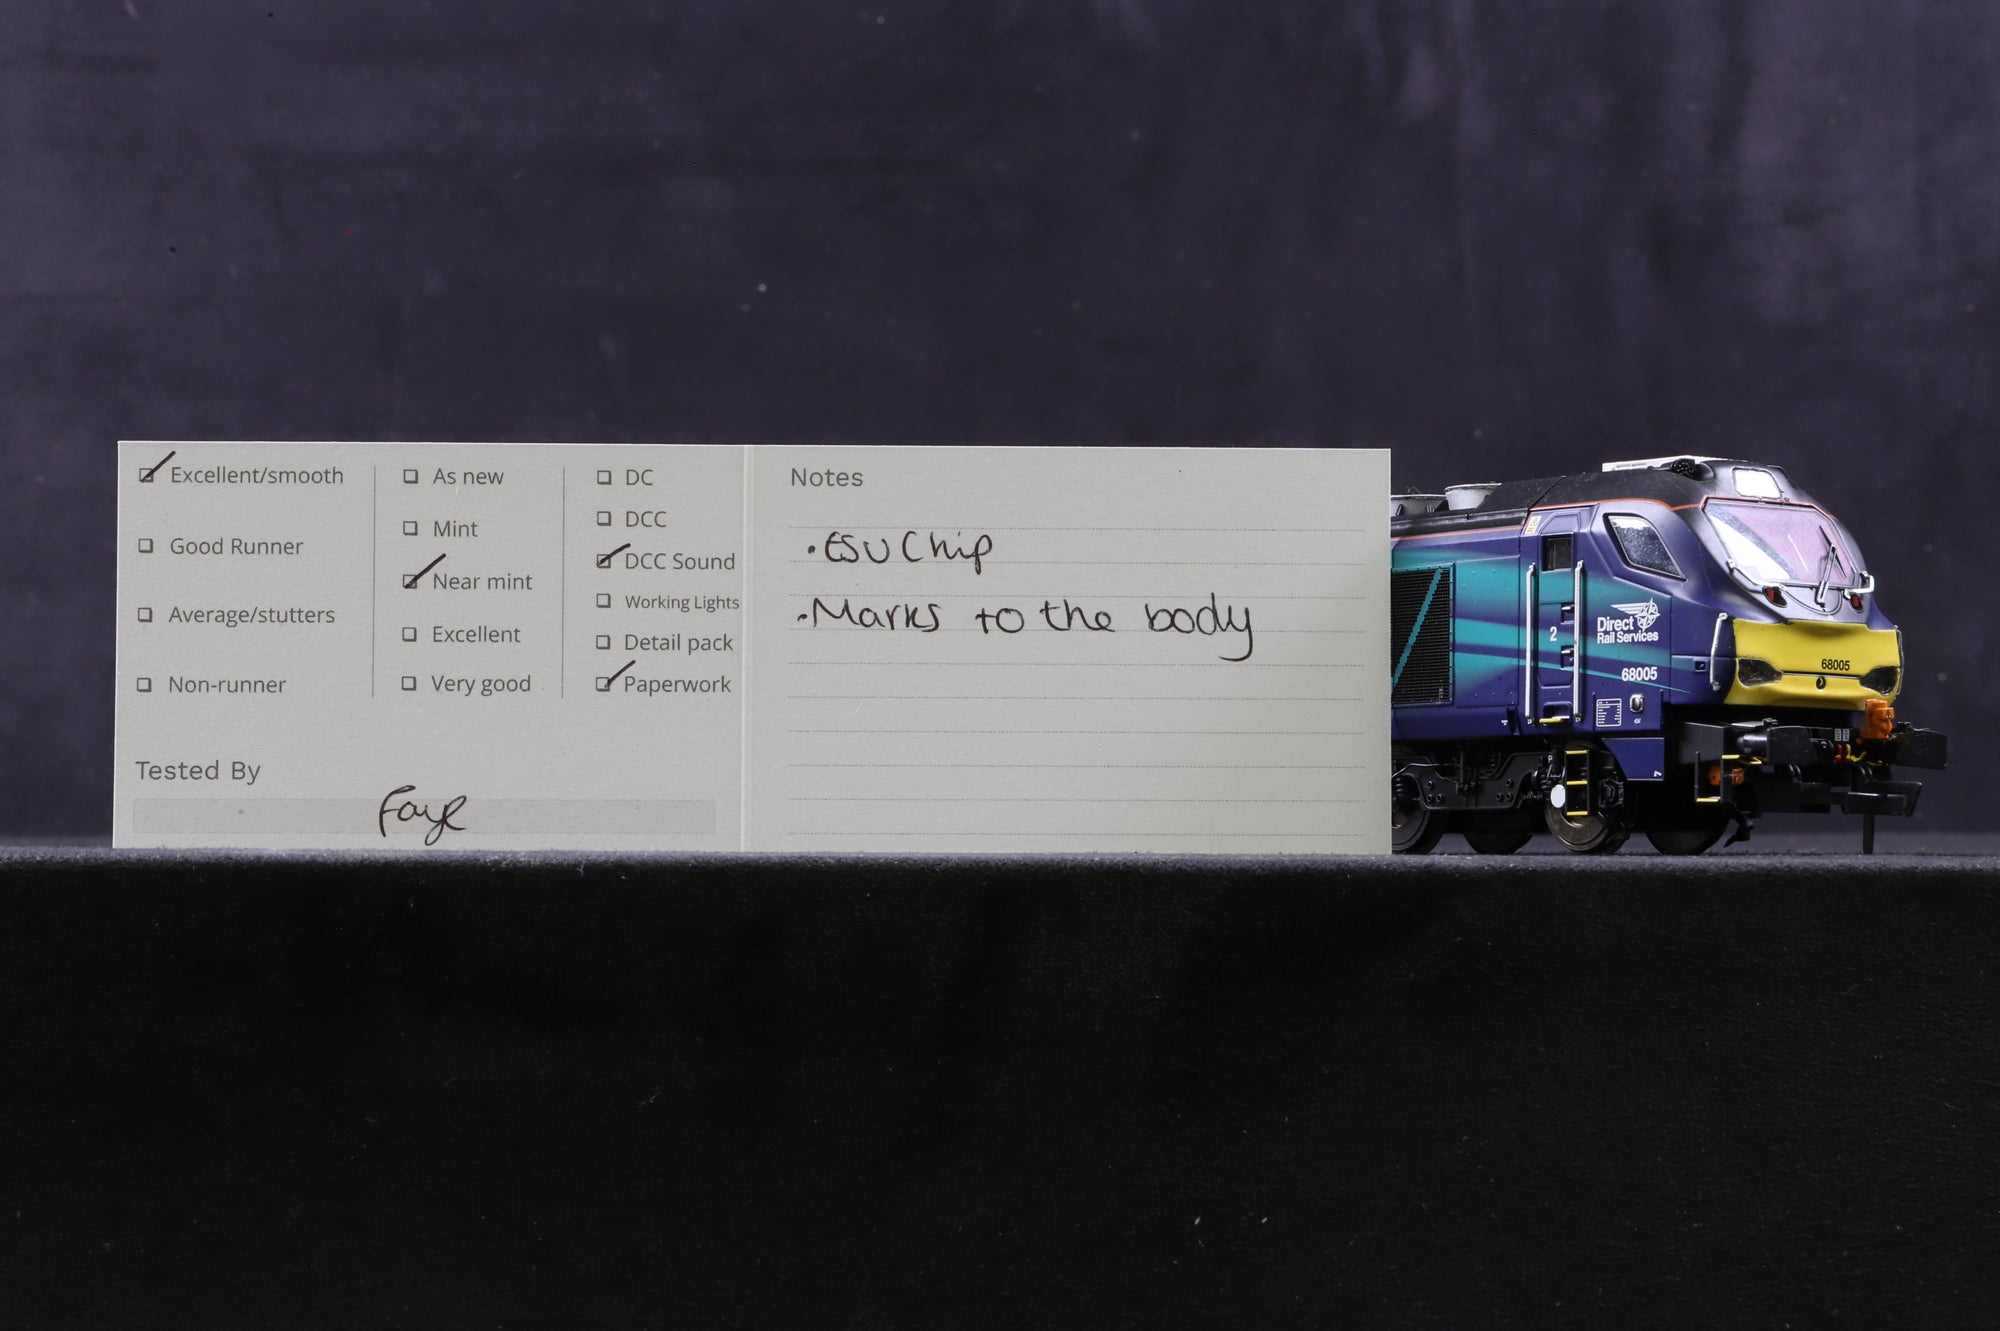 Excellent/smooth
Good Runner
Average/stutters
Non-runner
As new
Mint
Near mint
Excellent
Very good
DC
DCC
DCC Sound
Working Lights
Detail pack
Paperwork
Tested By
Faye
Notes
• ESU Chip
• Marks to the body
2
Direct
Rail Services
68005
68005